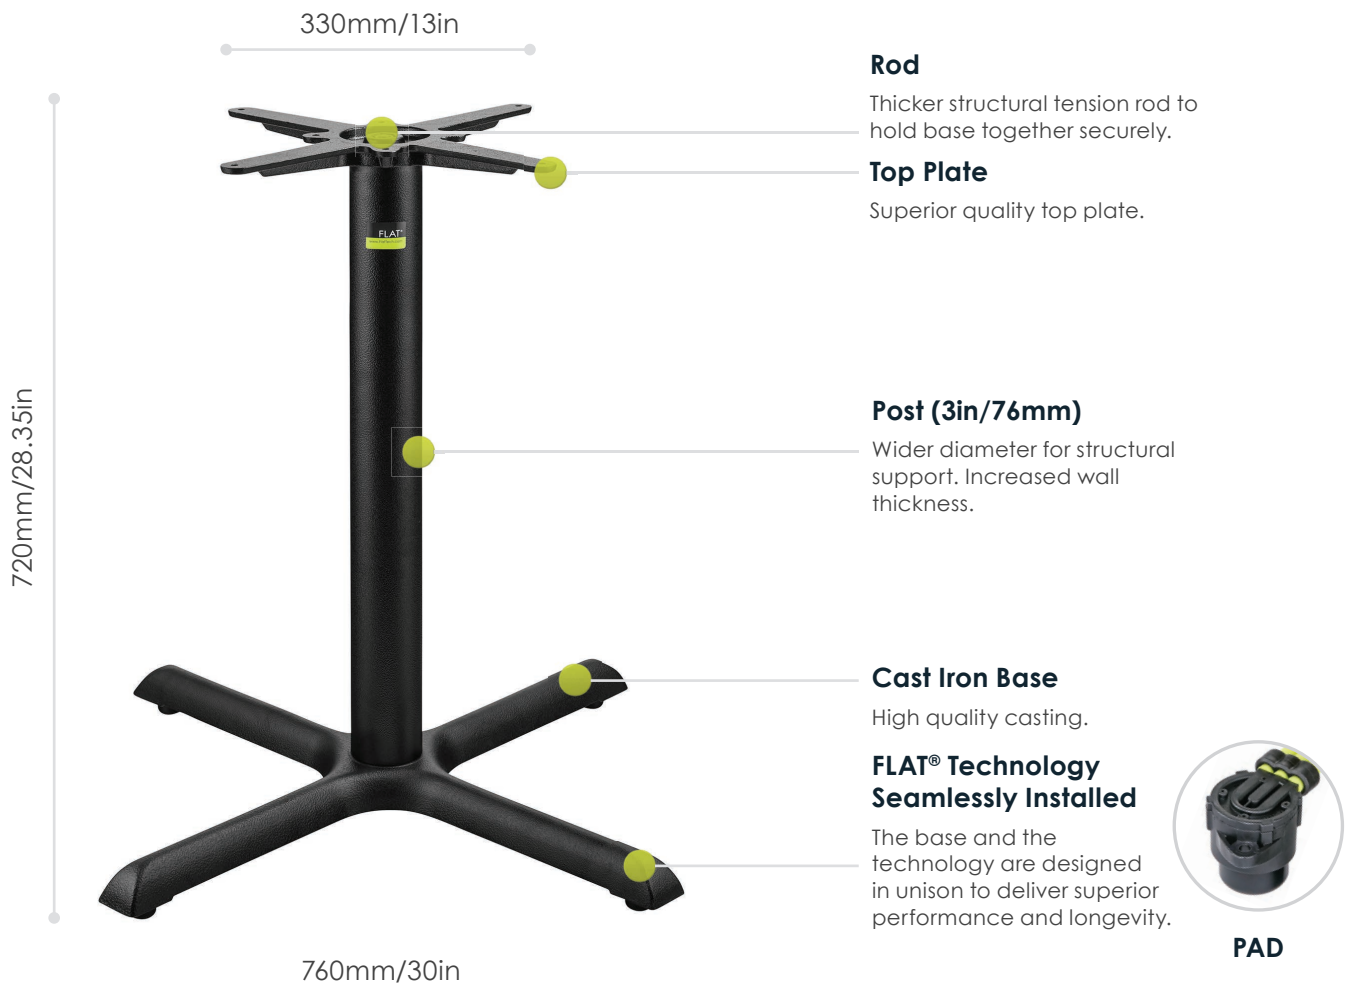 330mm/13in
Rod
Thicker structural tension rod to
hold base together securely.
Top Plate
Superior quality top plate.
FLAT®
720mm/28.35in
Post (3in/76mm)
Wider diameter for structural
support. Increased wall
thickness.
Cast Iron Base
High quality casting.
FLAT® Technology
Seamlessly Installed
The base and the
technology are designed
in unison to deliver superior
performance and longevity.
PAD
760mm/30in